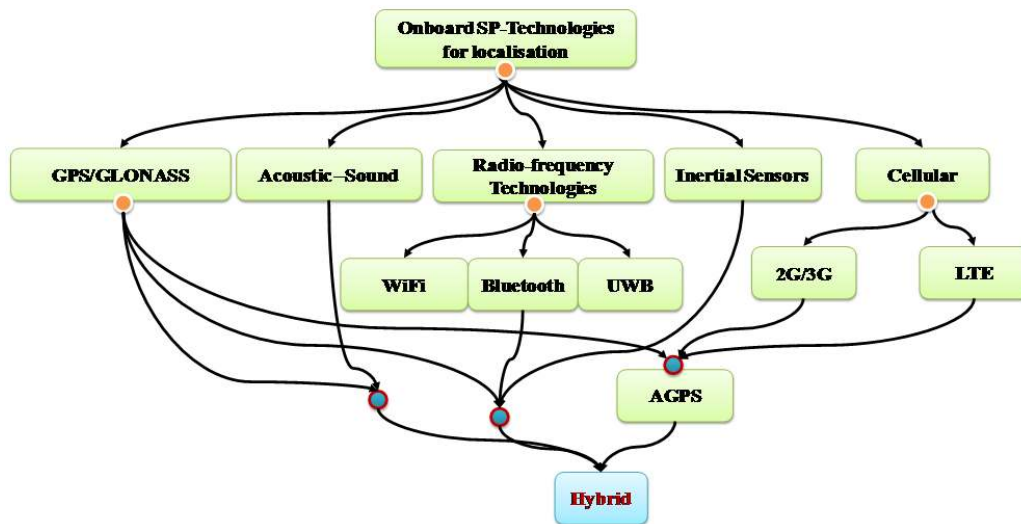 Onboard SP-Technologies
for localisation
GPS/GLONASS
Acoustic–Sound
Radio-frequency
Technologies
Inertial Sensors
Cellular
WiFi
Bluetooth
UWB
2G/3G
LTE
AGPS
Hybrid